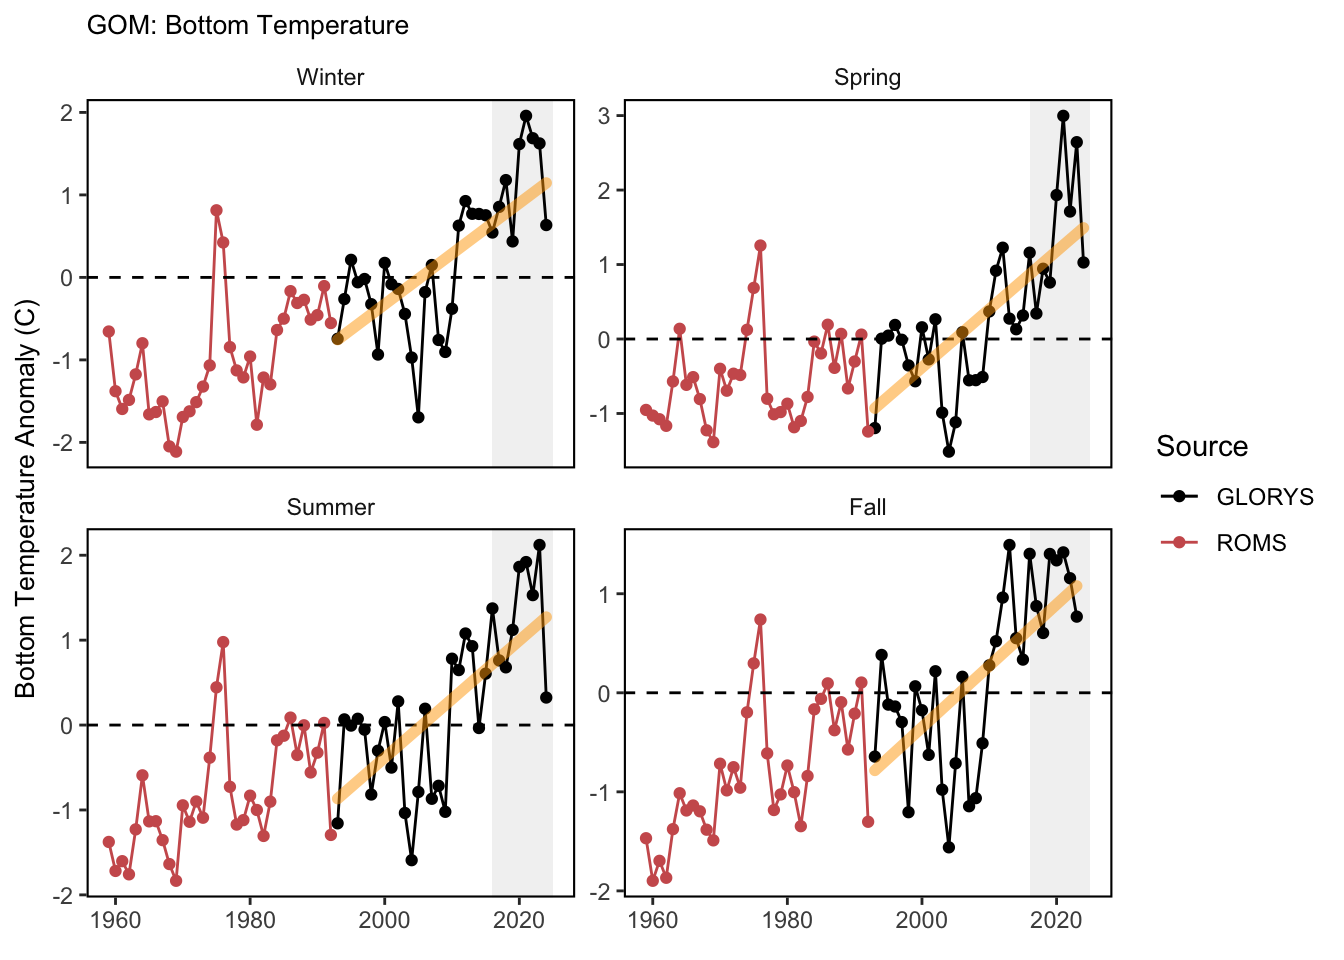 GOM: Bottom Temperature
Winter
Spring
2
1
0
-1
-2
3
2
1
0
-1
Bottom Temperature Anomaly (C)
Summer
Fall
2
1
0
-1
-2
1
0
-1
-2
1960 1980 2000 2020
1960 1980 2000 2020
Source
GLORYS
ROMS